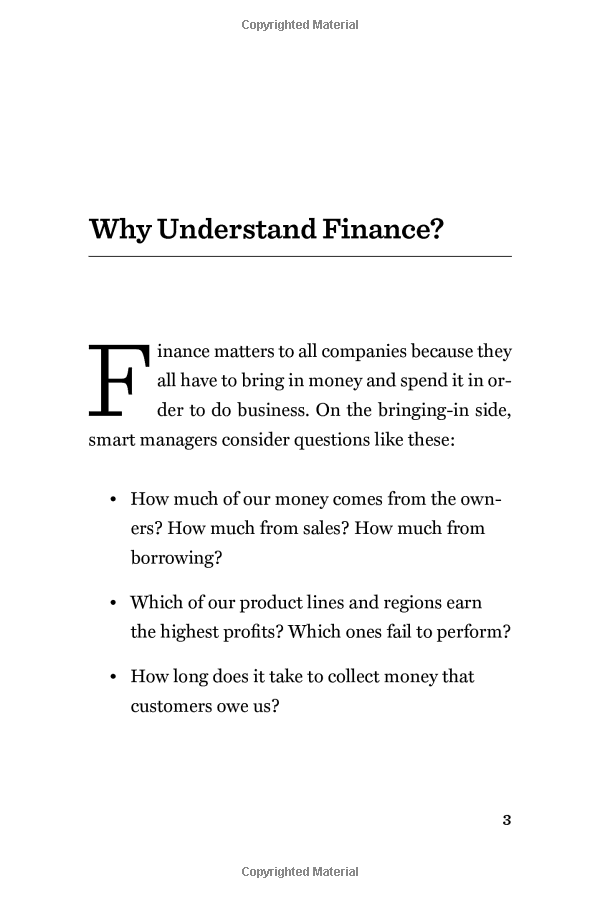 Copyrighted Material
Why Understand Finance?
Finance matters to all companies because they
all have to bring in money and spend it in or-
der to do business. On the bringing-in side,
smart managers consider questions like these:
• How much of our money comes from the own-
ers? How much from sales? How much from
borrowing?
• Which of our product lines and regions earn
the highest profits? Which ones fail to perform?
• How long does it take to collect money that
customers owe us?
3
Copyrighted Material